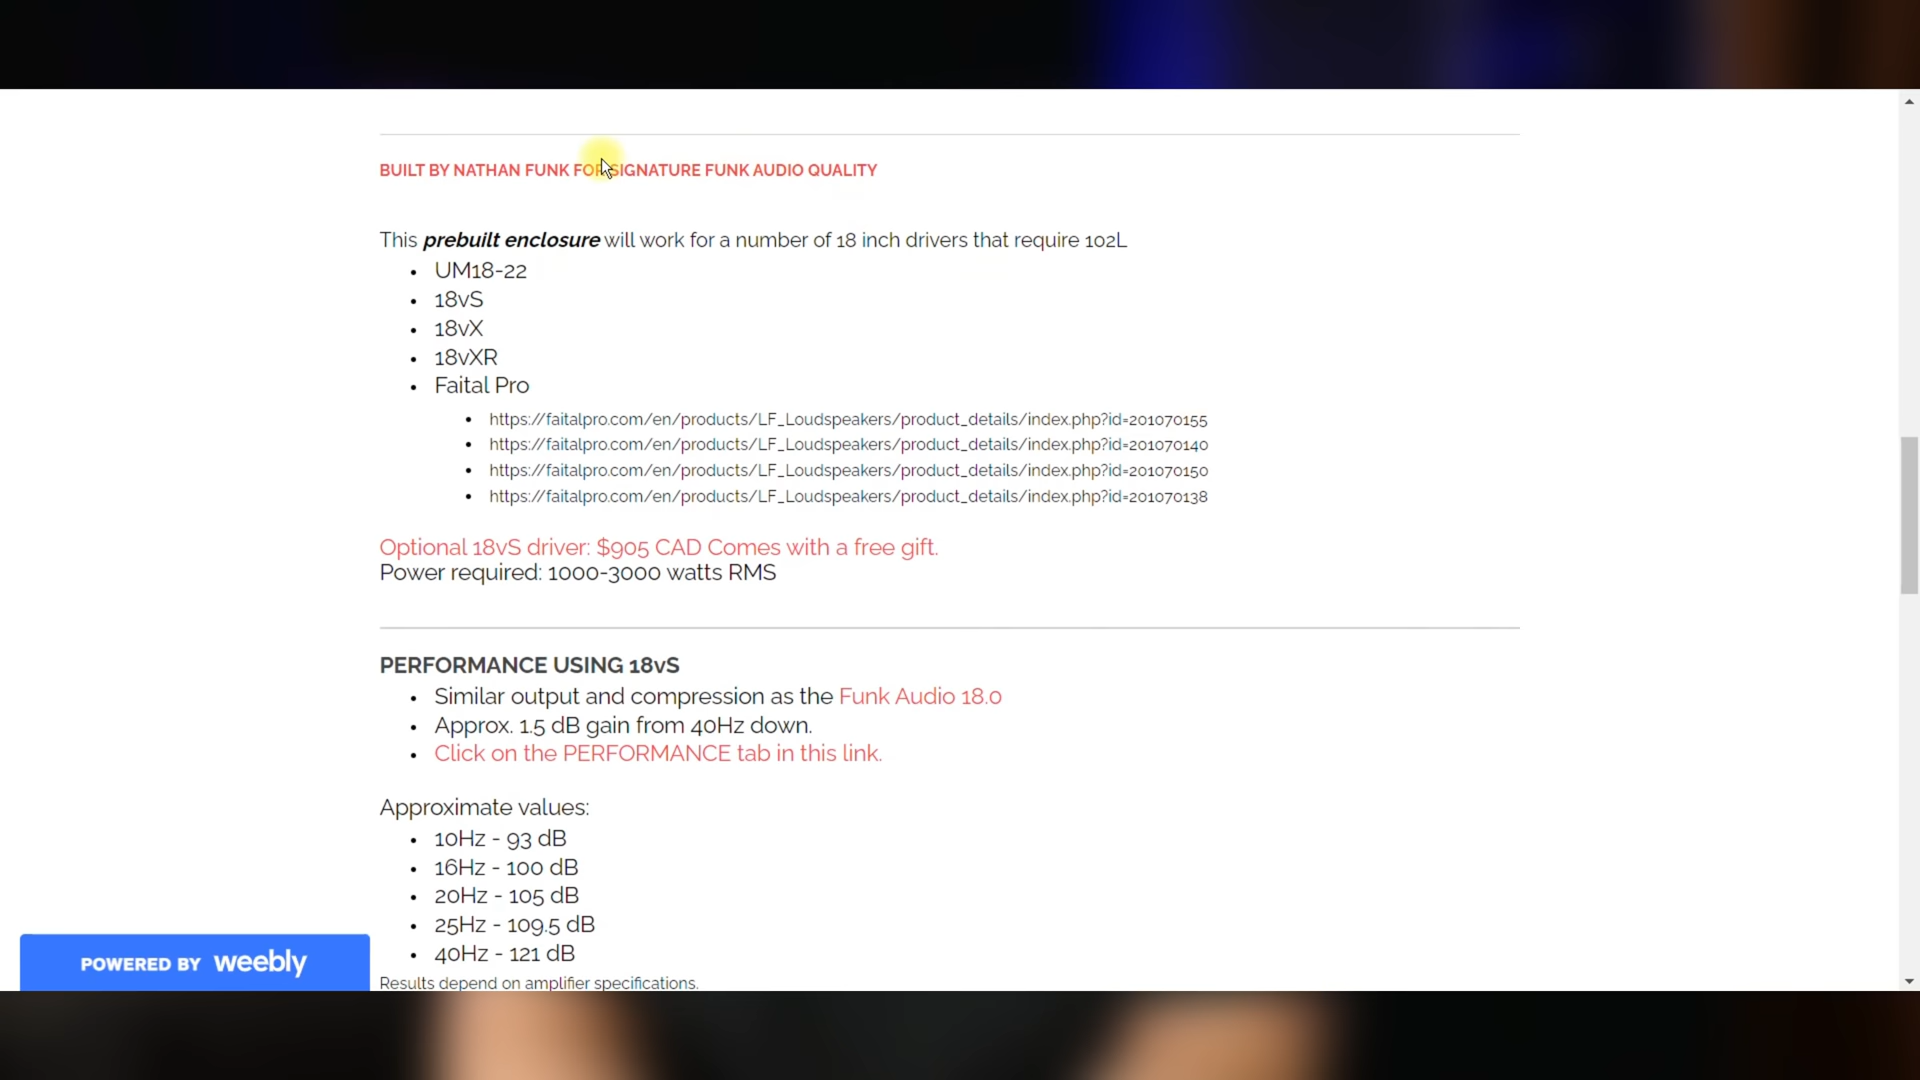 BUILT BY NATHAN FUNK FOR SIGNATURE FUNK AUDIO QUALITY
This prebuilt enclosure will work for a number of 18 inch drivers that require 102L
UM18-22
18vS
18vX
18vXR
Faital Pro
https://faitalpro.com/en/products/LF_Loudspeakers/product_details/index.php?id=201070155
https://faitalpro.com/en/products/LF_Loudspeakers/product_details/index.php?id=201070140
https://faitalpro.com/en/products/LF_Loudspeakers/product_details/index.php?id=201070150
https://faitalpro.com/en/products/LF_Loudspeakers/product_details/index.php?id=201070138
Optional 18vS driver: $905 CAD Comes with a free gift.
Power required: 1000-3000 watts RMS
PERFORMANCE USING 18vS
Similar output and compression as the Funk Audio 18.0
Approx. 1.5 dB gain from 40Hz down.
Click on the PERFORMANCE tab in this link.
Approximate values:
10Hz - 93 dB
16Hz - 100 dB
20Hz - 105 dB
25Hz - 109.5 dB
40Hz - 121 dB
Results depend on amplifier specifications.
POWERED BY weebly